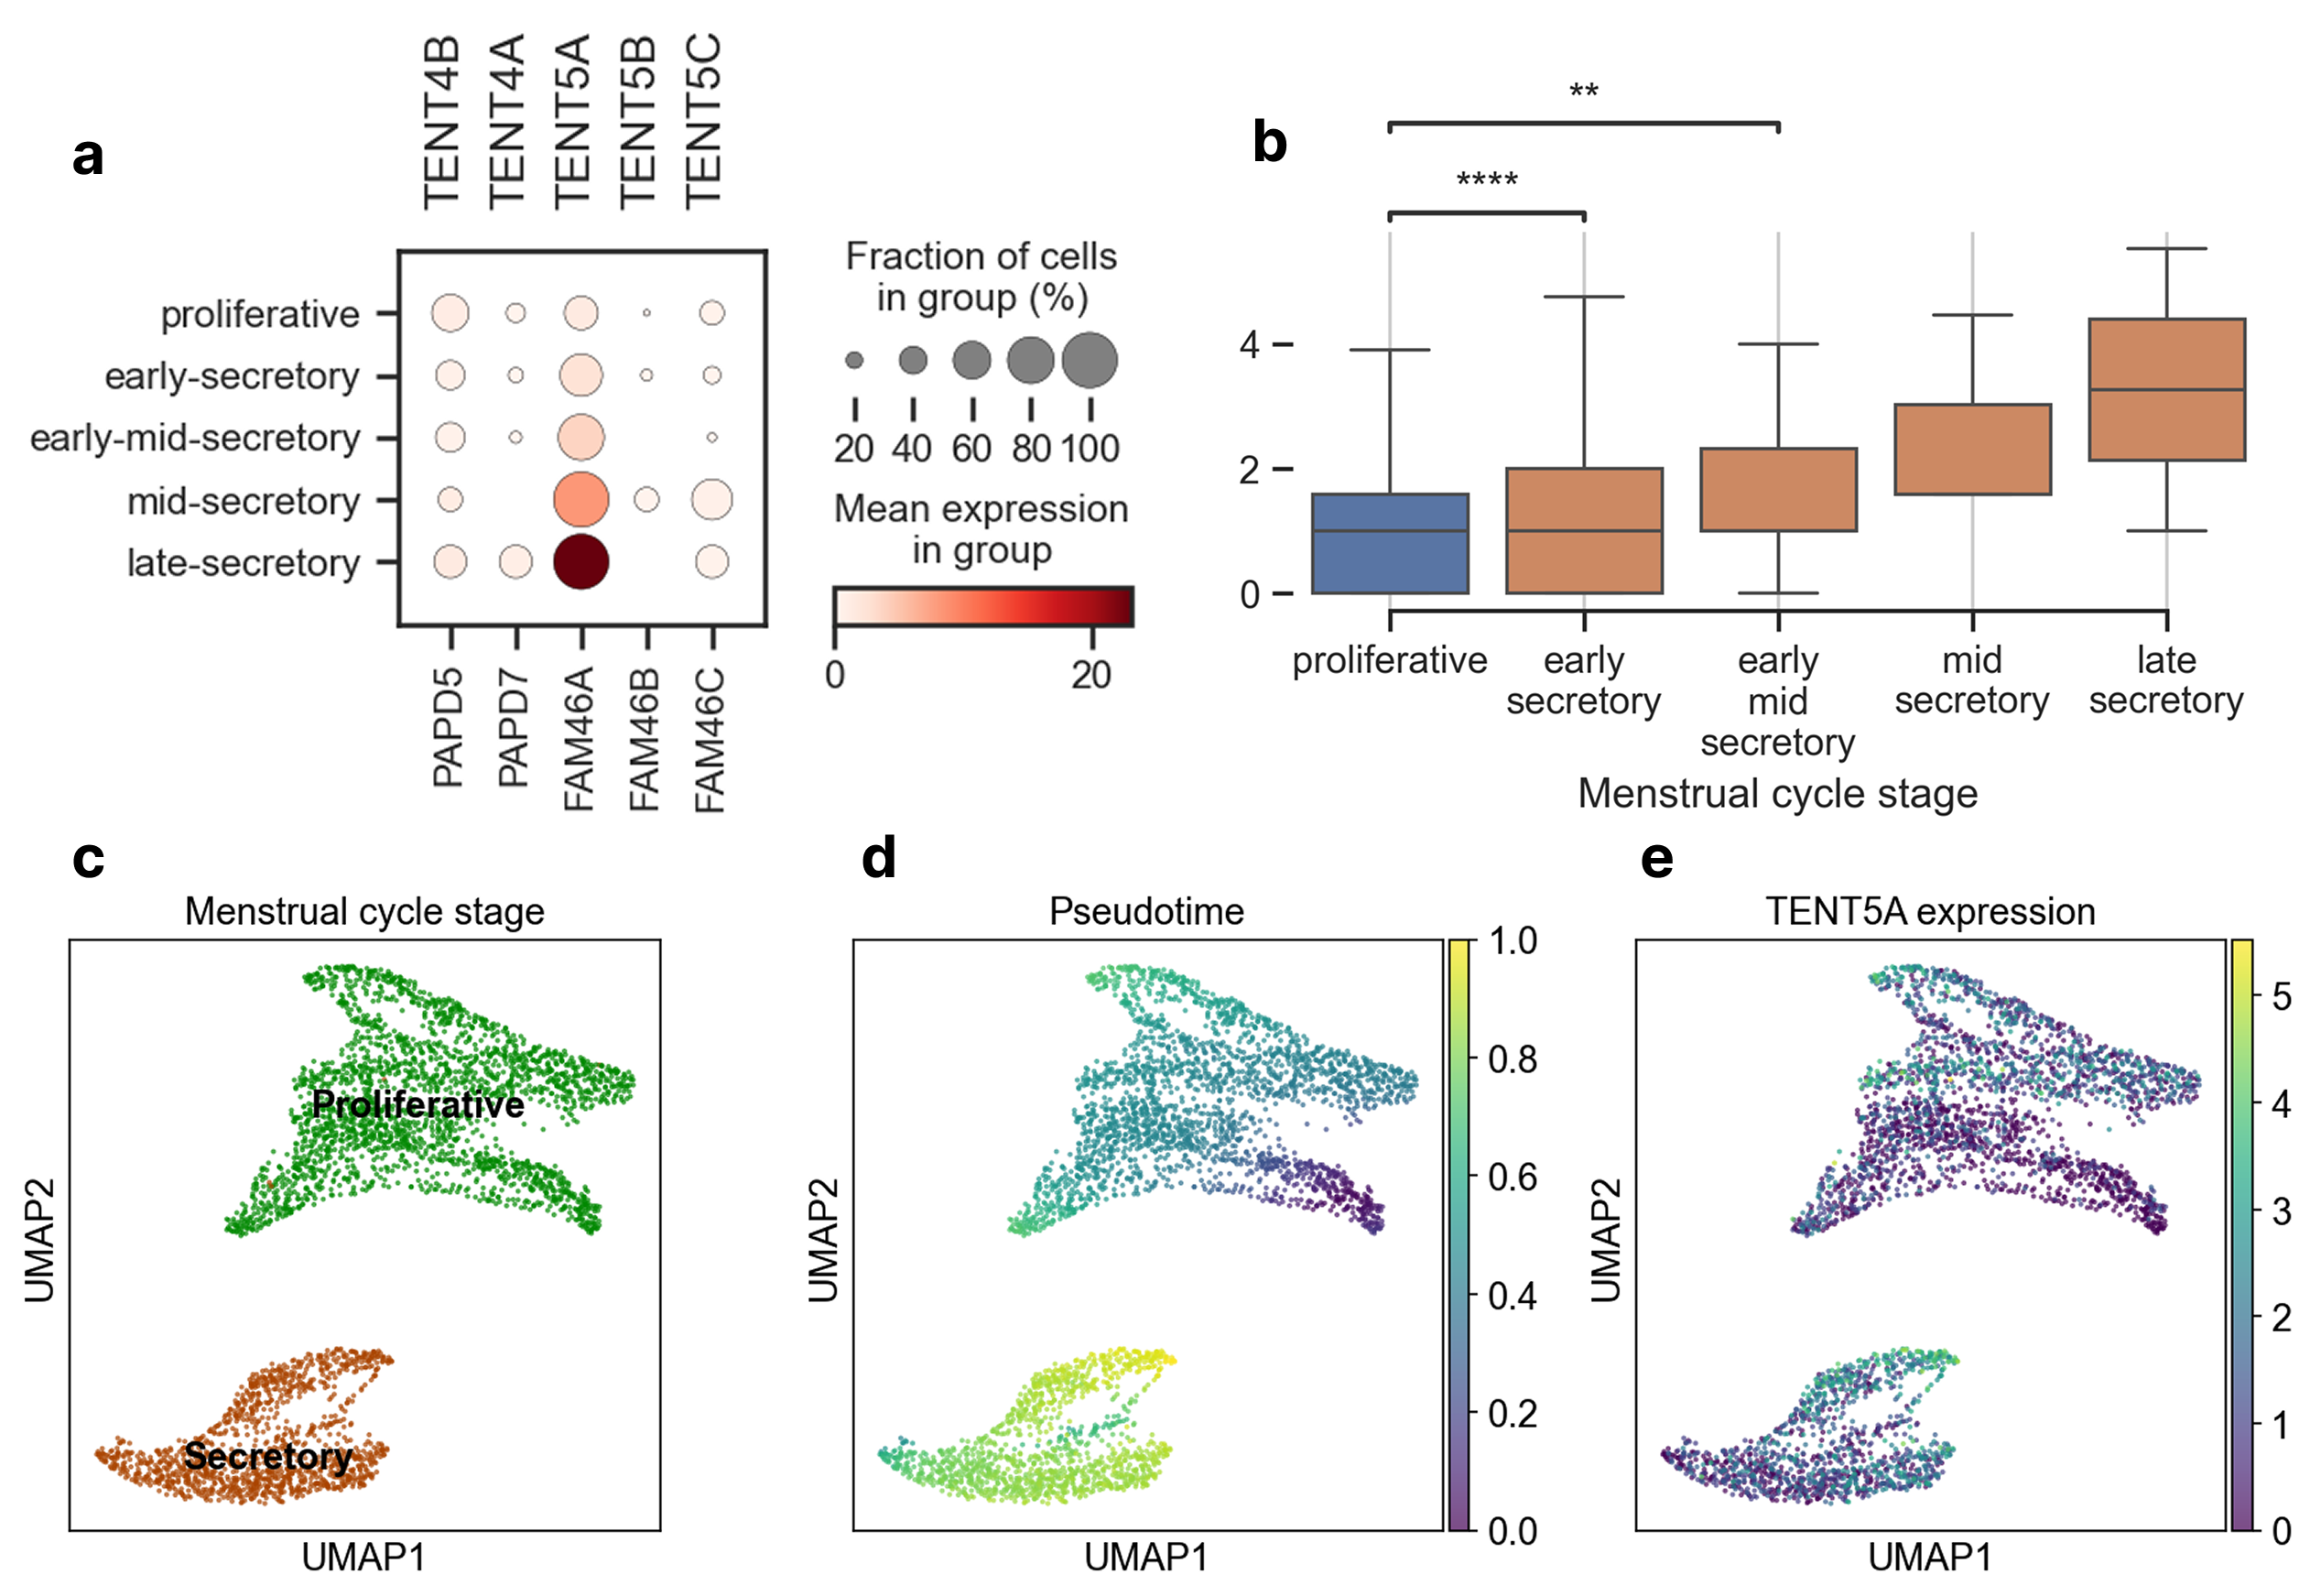 a
TENT4B
TENT4A
TENT5A
TENT5B
TENT5C
proliferative
early-secretory
early-mid-secretory
mid-secretory
late-secretory
PAPD5
PAPD7
FAM46A
FAM46B
FAM46C
Fraction of cells
in group (%)
20 40 60 80 100
Mean expression
in group
0 20
b
**
****
4
2
0
proliferative
early
secretory
early
mid
secretory
mid
secretory
late
secretory
Menstrual cycle stage
c
Menstrual cycle stage
Proliferative
Secretory
UMAP2
UMAP1
d
Pseudotime
UMAP2
UMAP1
1.0
0.8
0.6
0.4
0.2
0.0
e
TENT5A expression
UMAP2
UMAP1
5
4
3
2
1
0